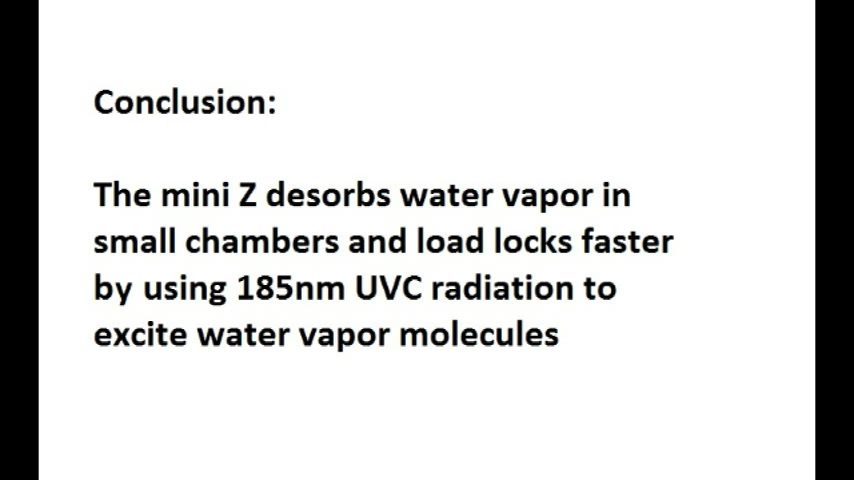 Conclusion:
The mini Z desorbs water vapor in
small chambers and load locks faster
by using 185nm UVC radiation to
excite water vapor molecules